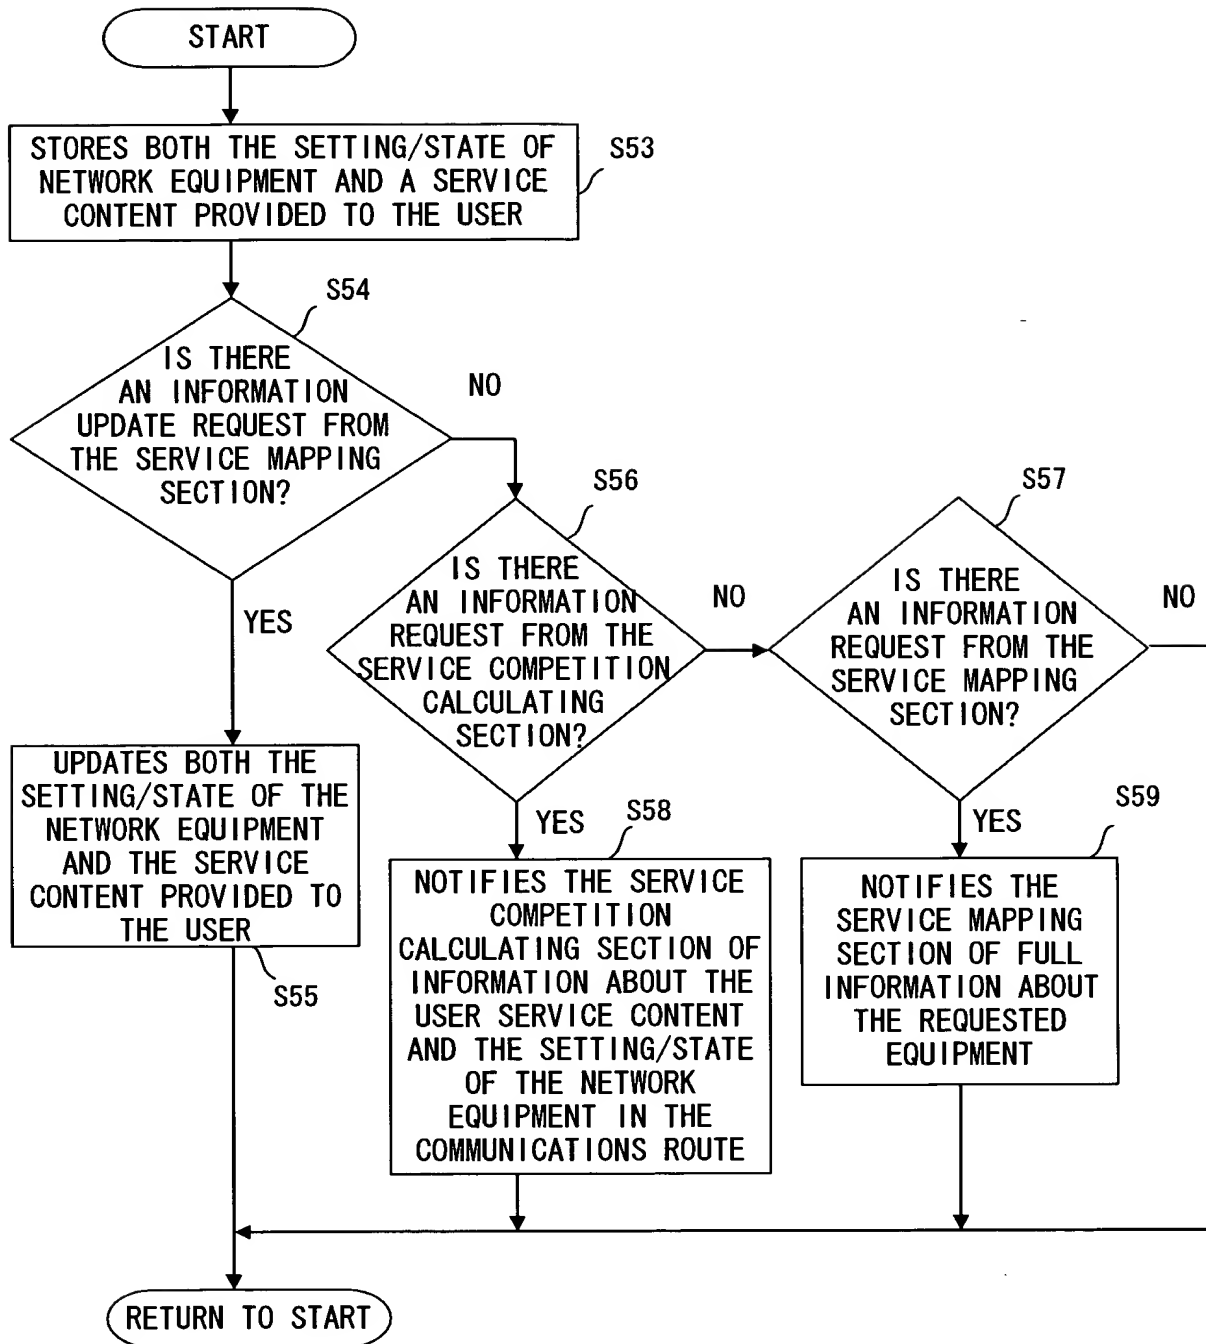 START
STORES BOTH THE SETTING/STATE OF
NETWORK EQUIPMENT AND A SERVICE
CONTENT PROVIDED TO THE USER
S53
S54
IS THERE
AN INFORMATION
UPDATE REQUEST FROM
THE SERVICE MAPPING
SECTION?
NO
YES
S56
IS THERE
AN INFORMATION
REQUEST FROM THE
SERVICE COMPETITION
CALCULATING
SECTION?
NO
YES
S57
IS THERE
AN INFORMATION
REQUEST FROM THE
SERVICE MAPPING
SECTION?
NO
YES
UPDATES BOTH THE
SETTING/STATE OF THE
NETWORK EQUIPMENT
AND THE SERVICE
CONTENT PROVIDED TO
THE USER
S55
S58
NOTIFIES THE SERVICE
COMPETITION
CALCULATING SECTION OF
INFORMATION ABOUT THE
USER SERVICE CONTENT
AND THE SETTING/STATE
OF THE NETWORK
EQUIPMENT IN THE
COMMUNICATIONS ROUTE
S59
NOTIFIES THE
SERVICE MAPPING
SECTION OF FULL
INFORMATION ABOUT
THE REQUESTED
EQUIPMENT
RETURN TO START